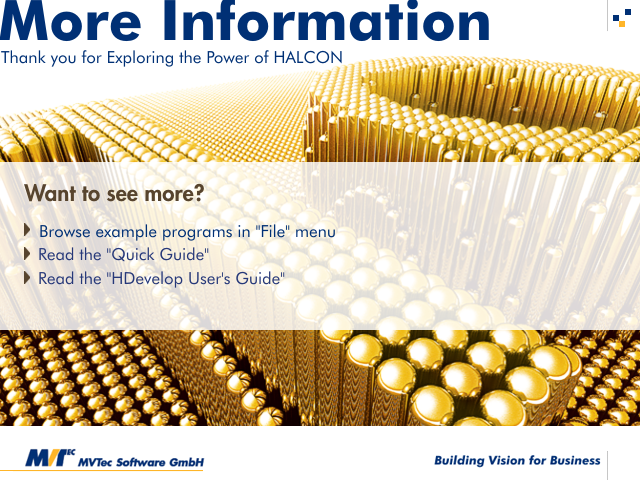 More Information
Thank you for Exploring the Power of HALCON
Want to see more?
Browse example programs in "File" menu
Read the "Quick Guide"
Read the "HDevelop User's Guide"
MVTEC MVTec Software GmbH
Building Vision for Business